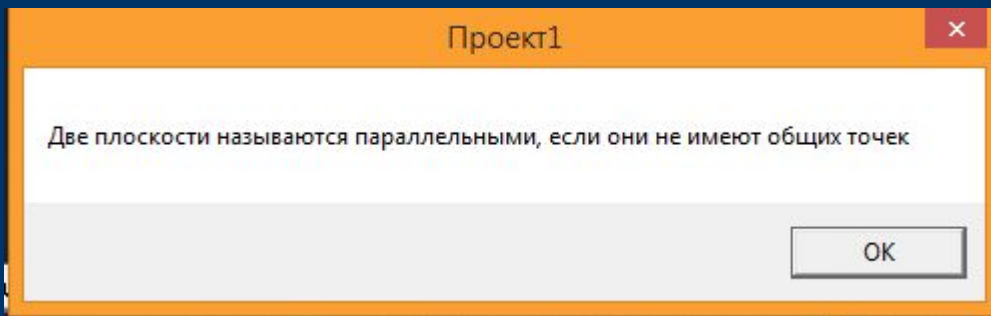 Проект1
Две плоскости называются параллельными, если они не имеют общих точек
OK